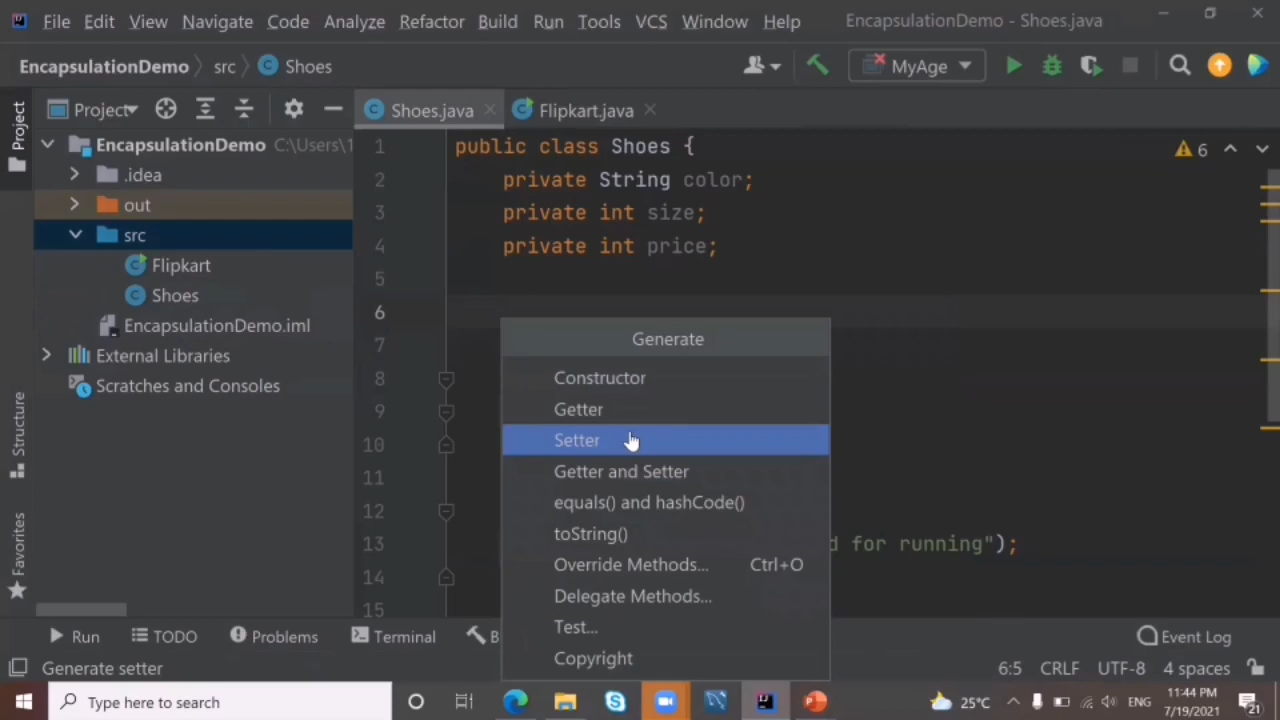 File Edit View Navigate Code Analyze Refactor Build Run Tools VCS Window Help EncapsulationDemo - Shoes.java
EncapsulationDemo src Shoes MyAge
Project Shoes.java Flipkart.java
Project
EncapsulationDemo C:\Users\1
.idea
out
src
Flipkart
Shoes
EncapsulationDemo.iml
External Libraries
Scratches and Consoles
Structure
Favorites
6
1 public class Shoes {
2 private String color;
3 private int size;
4 private int price;
5
6
7
8
9
10
11
12
13 d for running");
14
15
Generate
Constructor
Getter
Setter
Getter and Setter
equals() and hashCode()
toString()
Override Methods... Ctrl+O
Delegate Methods...
Test...
Copyright
Run TODO Problems Terminal B Event Log
Generate setter 6:5 CRLF UTF-8 4 spaces
Type here to search 25°C ENG 11:44 PM
7/19/2021
21